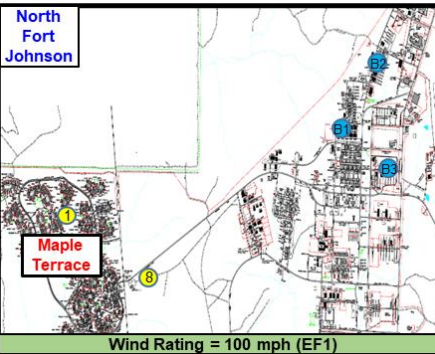 North
Fort
Johnson
B2
B1
B3
1
Maple
Terrace
8
Wind Rating = 100 mph (EF1)